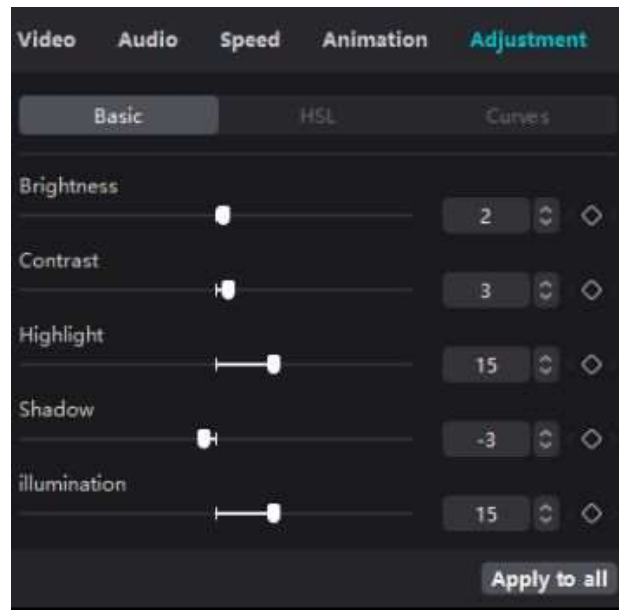 Video Audio Speed Animation Adjustment
Basic HSL Curves
Brightness
2
Contrast
3
Highlight
15
Shadow
-3
illumination
15
Apply to all